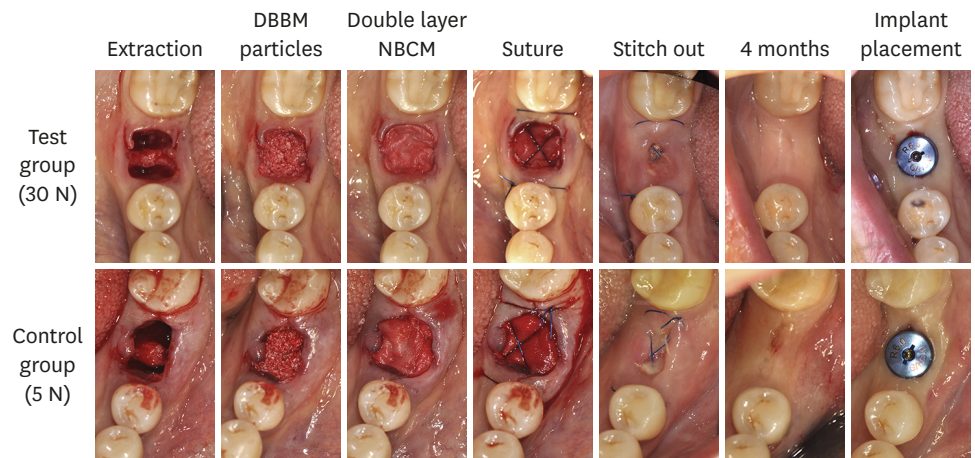 Extraction
DBBM
particles
Double layer
NBCM
Suture
Stitch out
4 months
Implant
placement
Test
group
(30 N)
Control
group
(5 N)